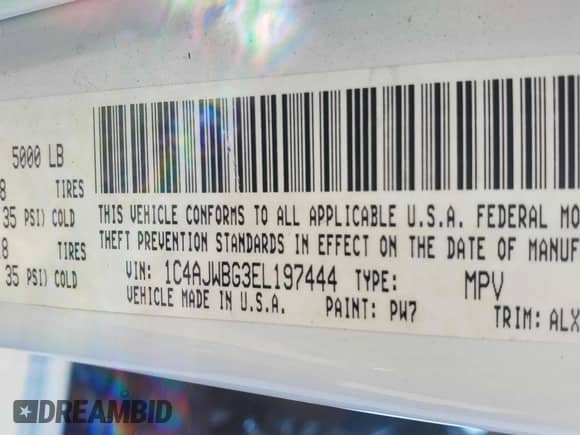 5000 LB
8 TIRES
35 PSI) COLD
18 TIRES
35 PSI) COLD
THIS VEHICLE CONFORMS TO ALL APPLICABLE U.S.A. FEDERAL MO
THEFT PREVENTION STANDARDS IN EFFECT ON THE DATE OF MANUF
VIN: 1C4AJWBG3EL197444 TYPE: MPV
VEHICLE MADE IN U.S.A. PAINT: PW7 TRIM: ALX
DREAMBID